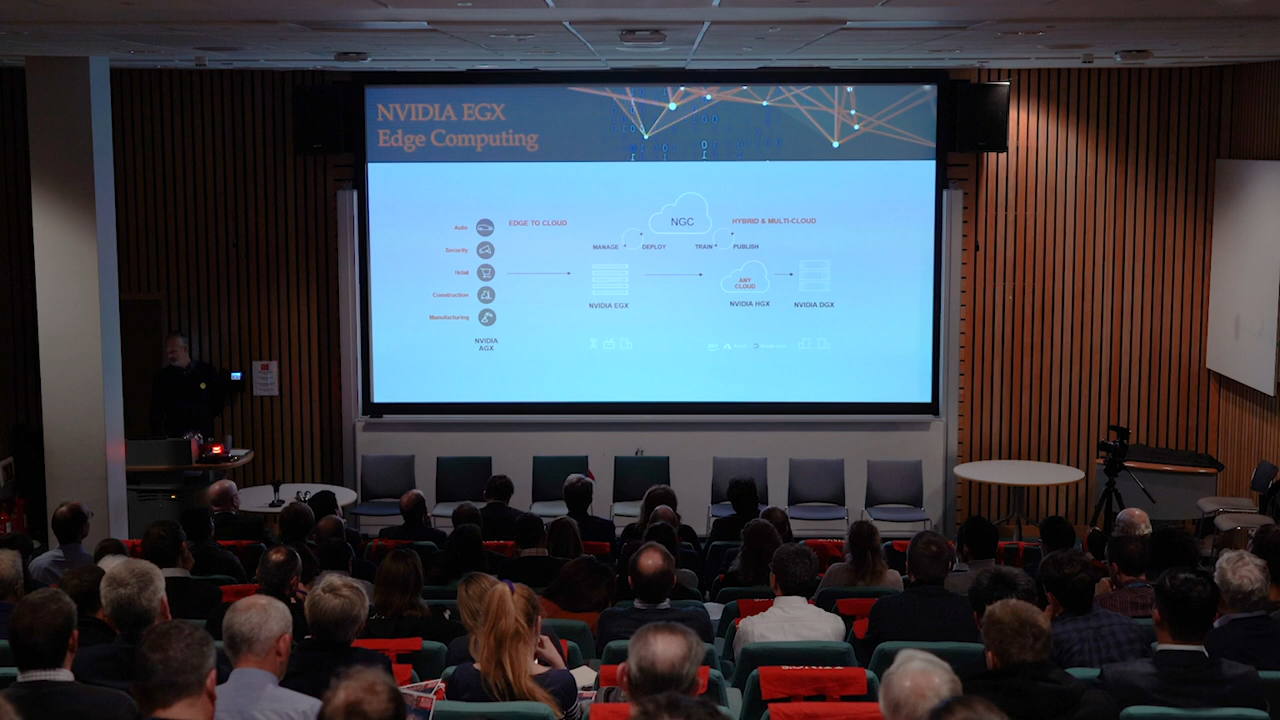 NVIDIA EGX
Edge Computing
NGC
EDGE TO CLOUD
HYBRID & MULTI-CLOUD
Auto
MANAGE
DEPLOY
TRAIN
PUBLISH
Security
Retail
ANY
CLOUD
Construction
NVIDIA EGX
NVIDIA HGX
NVIDIA DGX
Manufacturing
NVIDIA
AGX